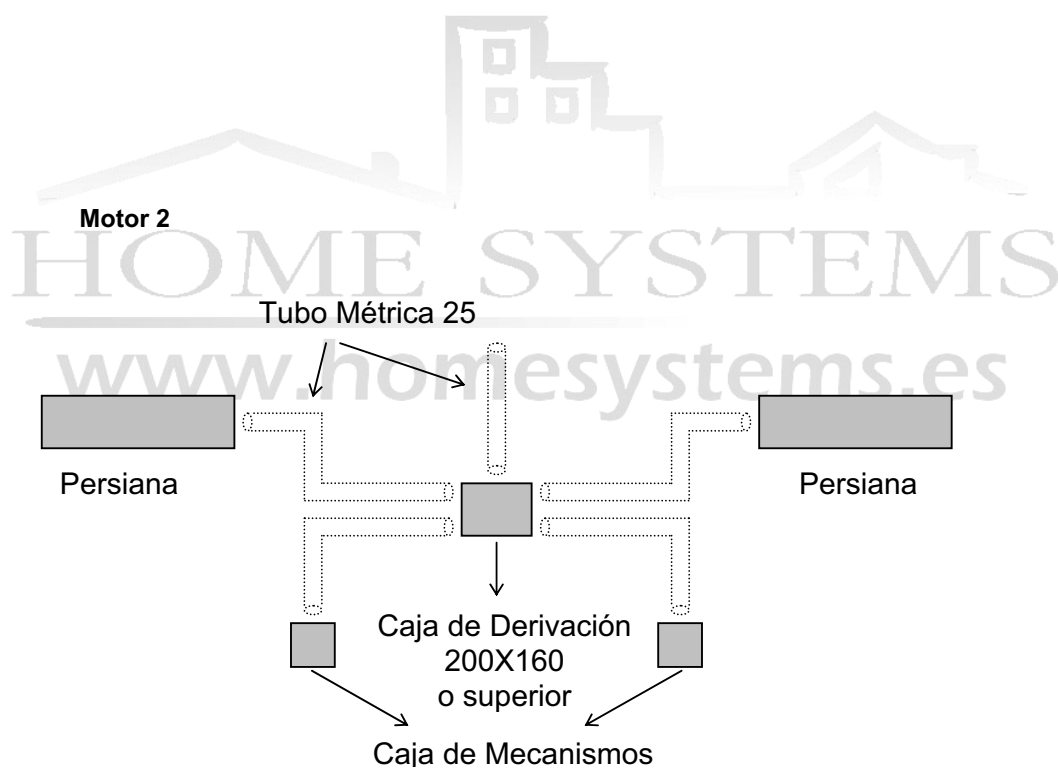 Motor 2
HOME SYSTEMS
Tubo Métrica 25
www.homesystems.es
Persiana
Persiana
Caja de Derivación
200X160
o superior
Caja de Mecanismos